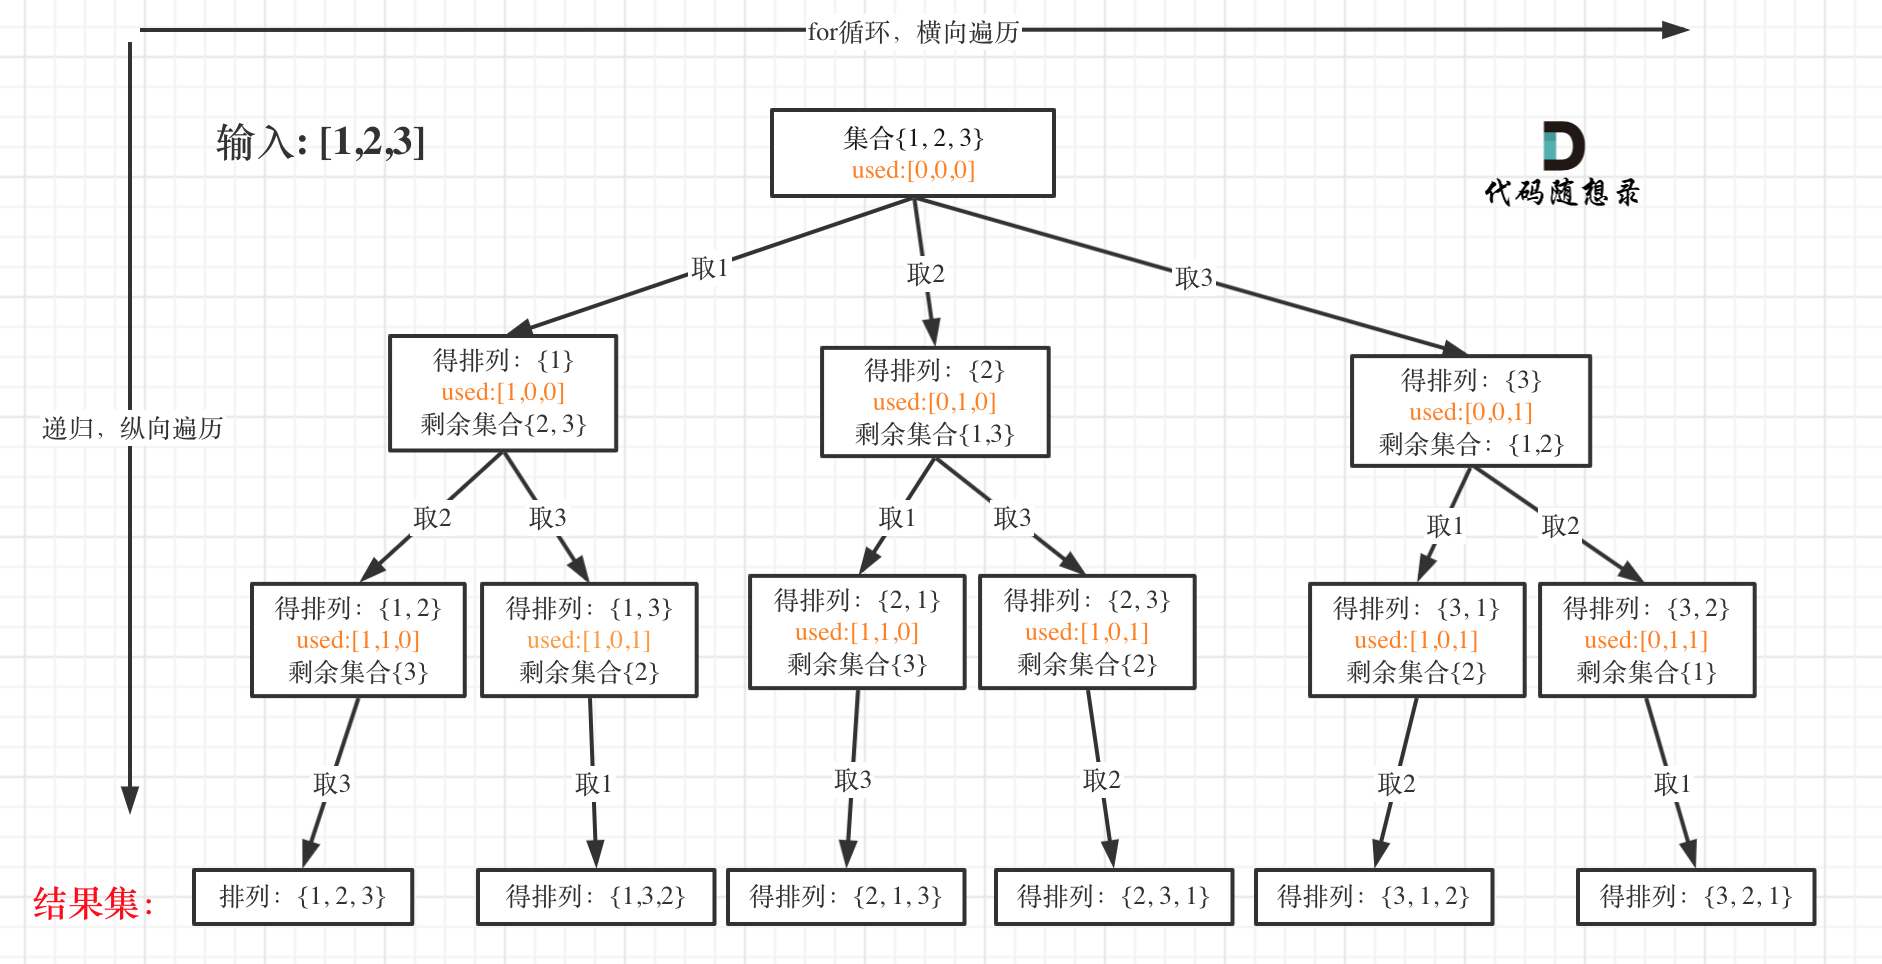 for循环，横向遍历
输入: [1,2,3]
集合{1, 2, 3}
used:[0,0,0]
代码随想录
取1
取2
取3
得排列：{1}
used:[1,0,0]
剩余集合{2, 3}
得排列：{2}
used:[0,1,0]
剩余集合{1,3}
得排列：{3}
used:[0,0,1]
剩余集合：{1,2}
递归，纵向遍历
取2
取3
取1
取3
取1
取2
得排列：{1, 2}
used:[1,1,0]
剩余集合{3}
得排列：{1, 3}
used:[1,0,1]
剩余集合{2}
得排列：{2, 1}
used:[1,1,0]
剩余集合{3}
得排列：{2, 3}
used:[1,0,1]
剩余集合{2}
得排列：{3, 1}
used:[1,0,1]
剩余集合{2}
得排列：{3, 2}
used:[0,1,1]
剩余集合{1}
取3
取1
取3
取2
取2
取1
结果集：
排列：{1, 2, 3}
得排列：{1,3,2}
得排列：{2, 1, 3}
得排列：{2, 3, 1}
得排列：{3, 1, 2}
得排列：{3, 2, 1}